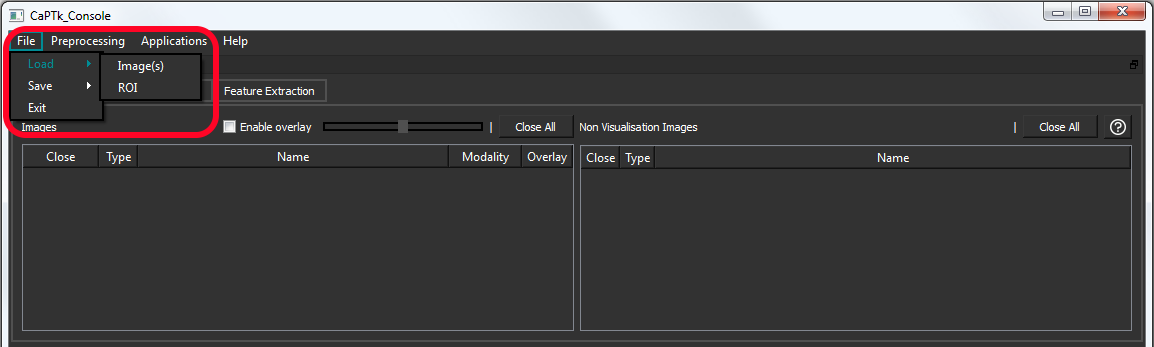 CaPTk_Console
File Preprocessing Applications Help
Load Image(s)
Save ROI
Exit
Feature Extraction
Images Enable overlay Close All Non Visualisation Images Close All ?
Close Type Name Modality Overlay Close Type Name